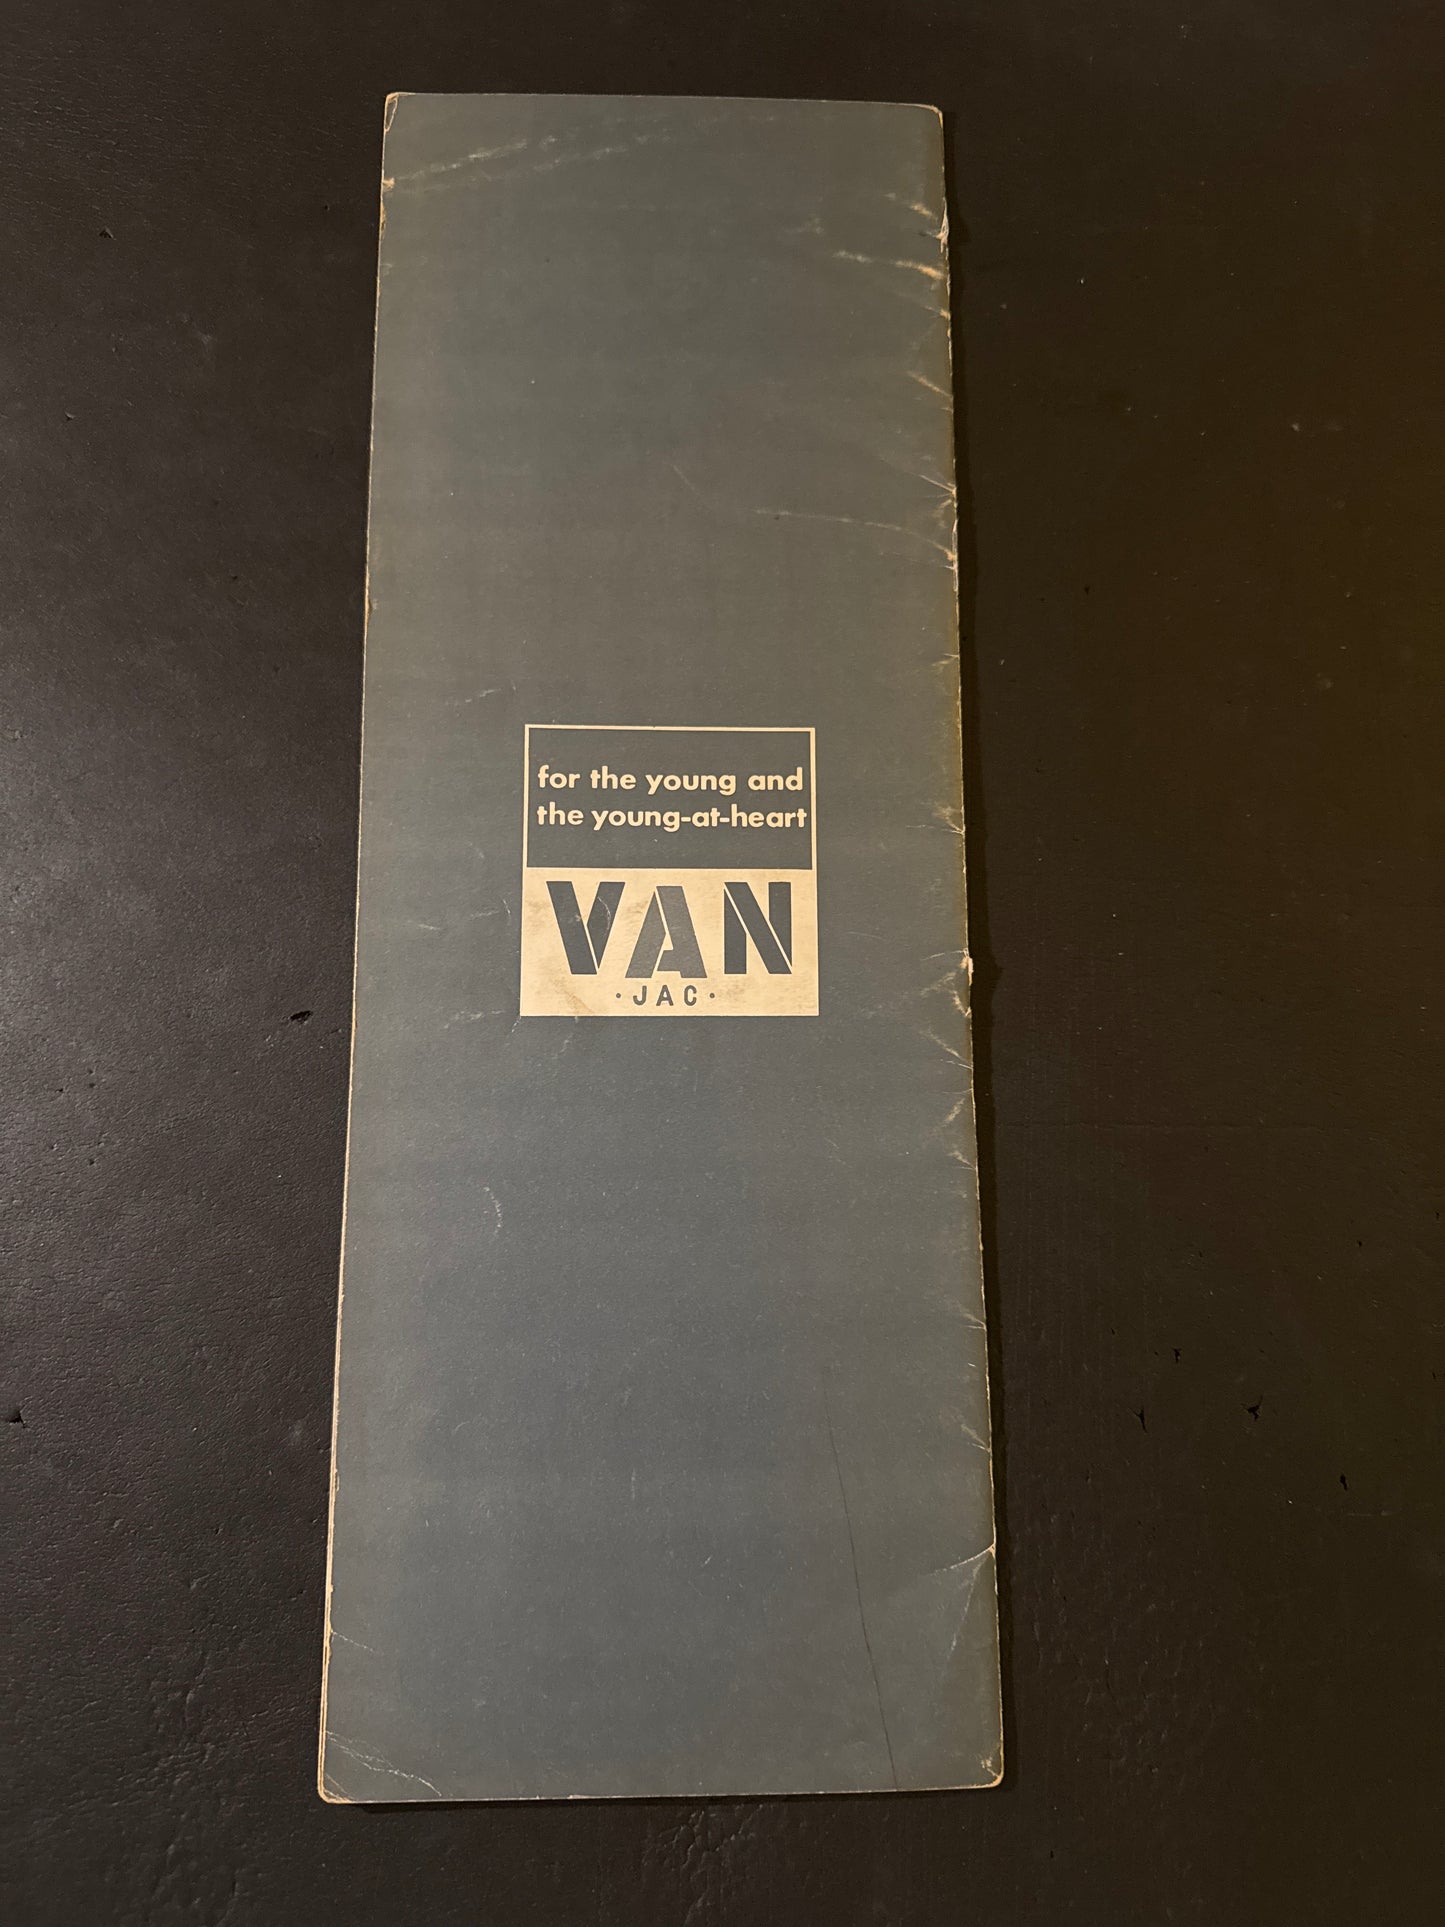 for the young and
the young-at-heart
VAN
·JAC·